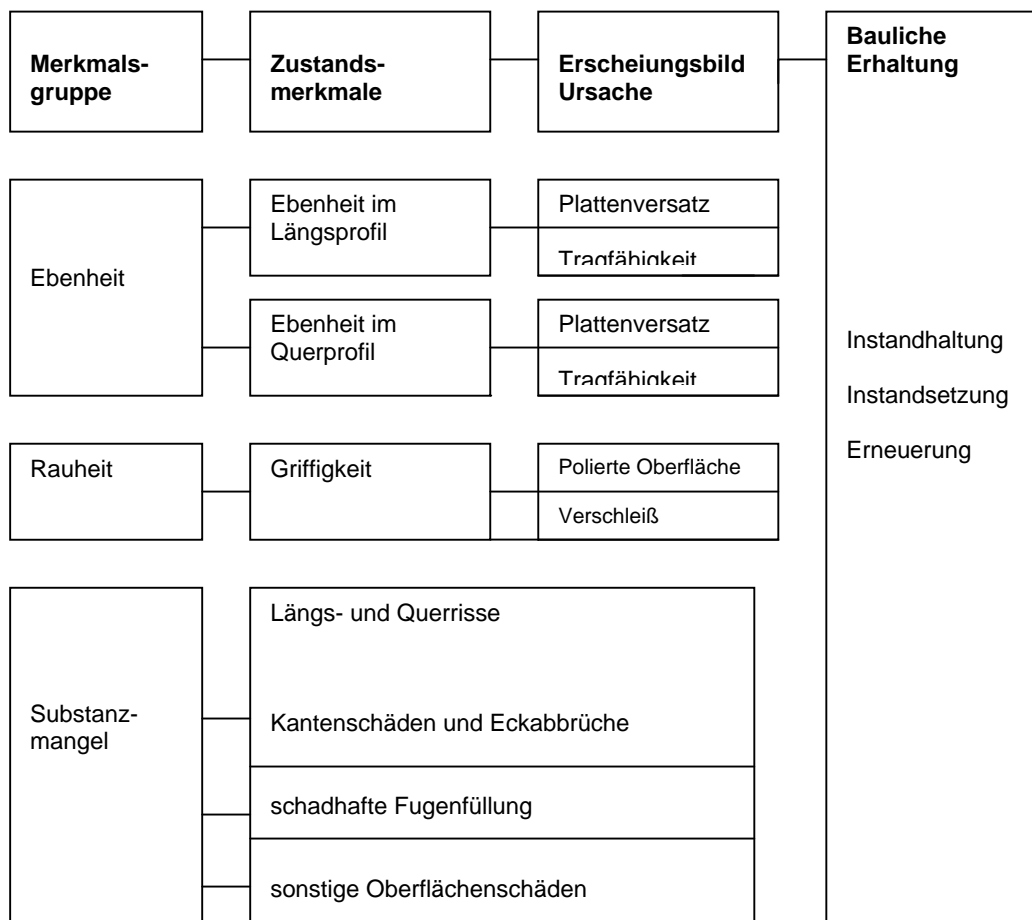 Merkmals-
gruppe
Zustands-
merkmale
Erscheiungsbild
Ursache
Bauliche
Erhaltung
Ebenheit
Ebenheit im
Längsprofil
Plattenversatz
Tragfähigkeit
Ebenheit im
Querprofil
Plattenversatz
Tragfähigkeit
Instandhaltung
Instandsetzung
Erneuerung
Rauheit
Griffigkeit
Polierte Oberfläche
Verschleiß
Substanz-
mangel
Längs- und Querrisse
Kantenschäden und Eckabbrüche
schadhafte Fugenfüllung
sonstige Oberflächenschäden